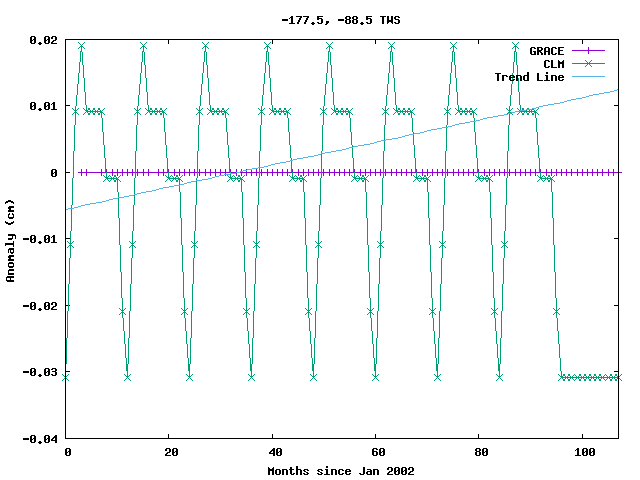 -177.5, -88.5 TWS
GRACE
CLM
Trend Line
0.02
0.01
0
-0.01
-0.02
-0.03
-0.04
Anomaly (cm)
0 20 40 60 80 100
Months since Jan 2002